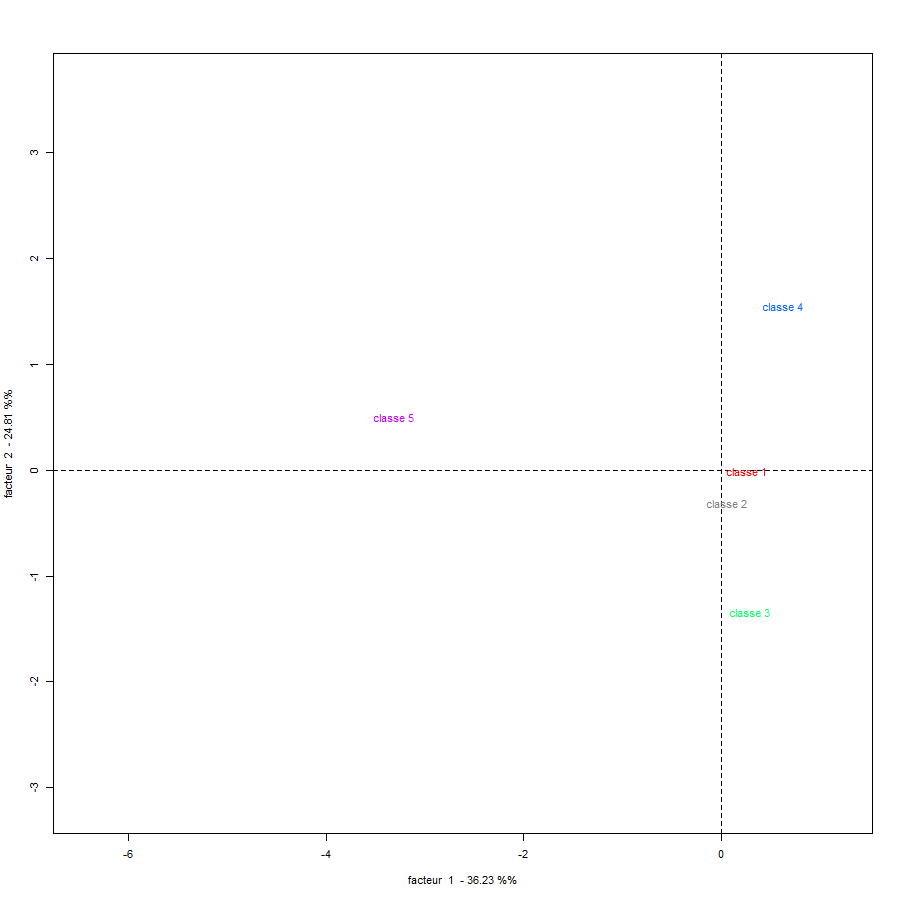 3
2
1
0
-1
-2
-3
facteur 2 - 24.81 %%
classe 4
classe 5
classe 1
classe 2
classe 3
-6
-4
-2
0
facteur 1 - 36.23 %%